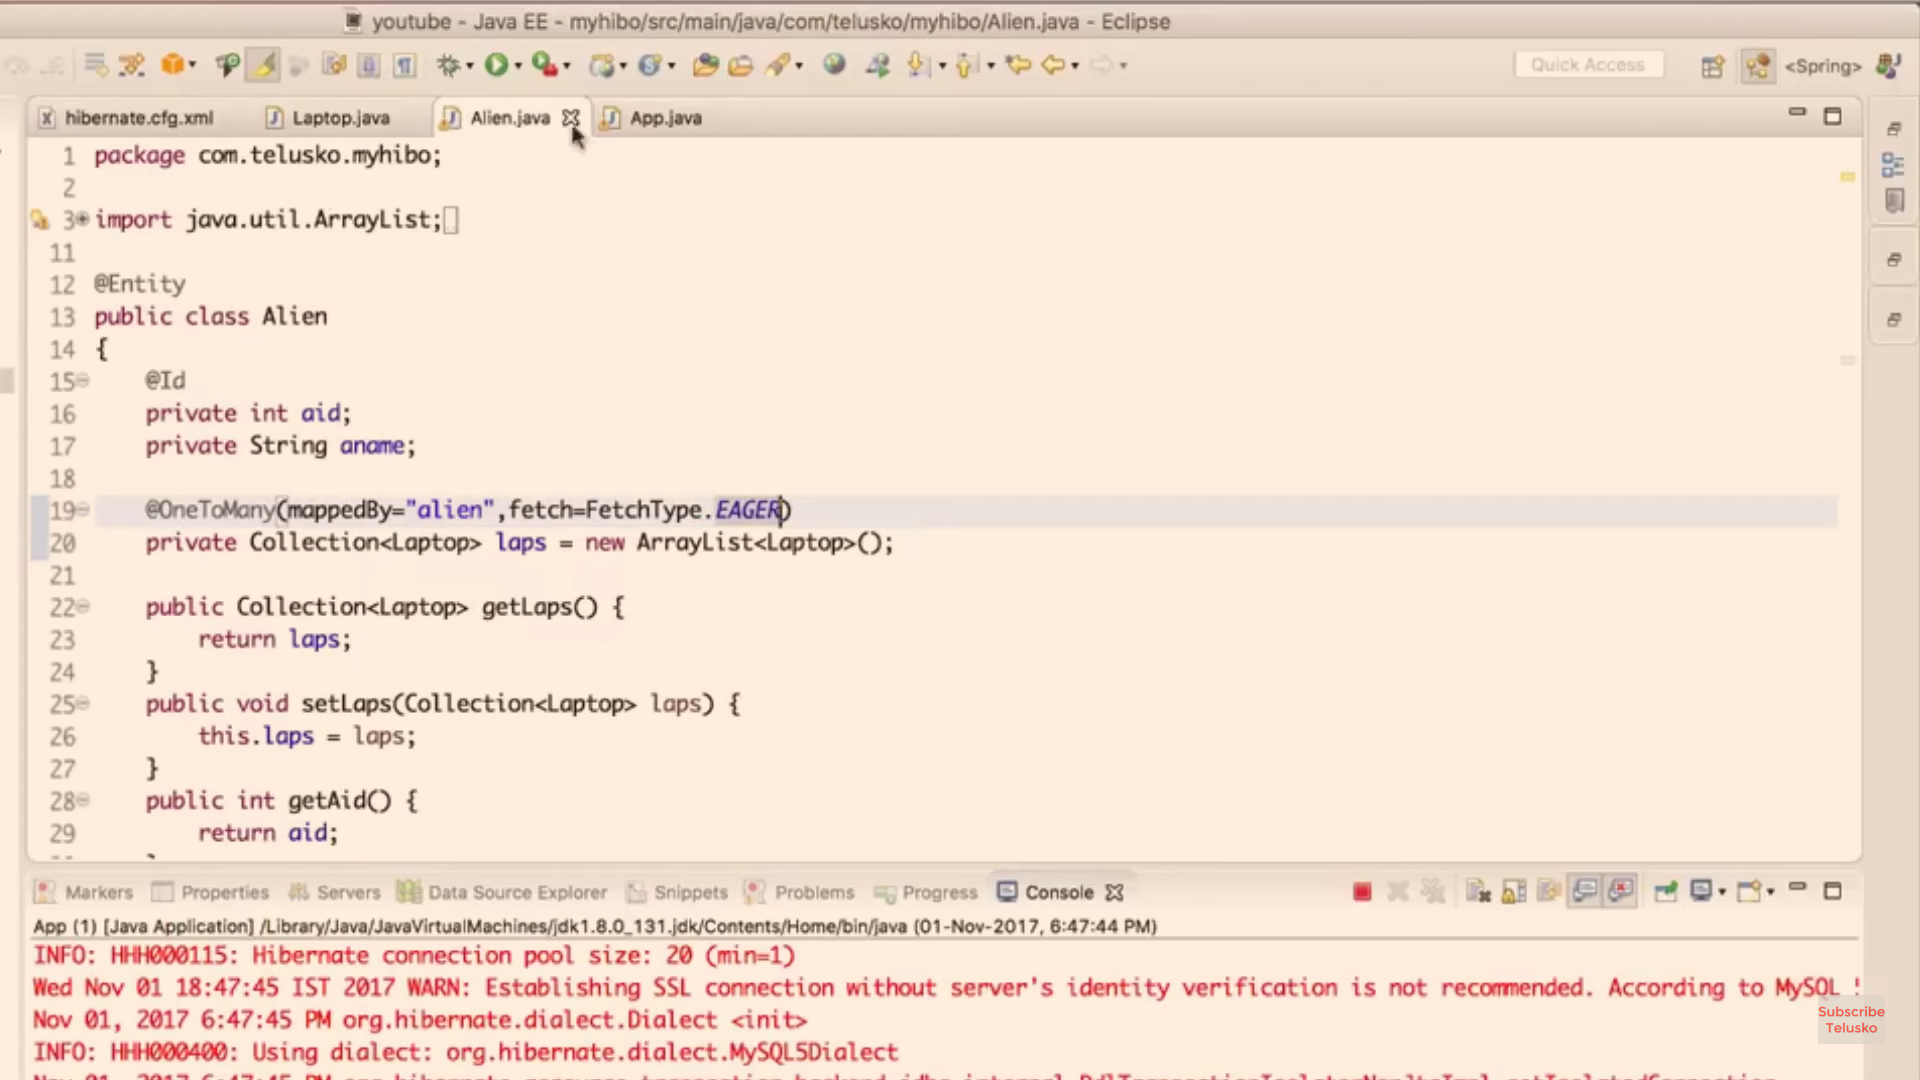 youtube - Java EE - myhibo/src/main/java/com/telusko/myhibo/Alien.java - Eclipse
Quick Access
<Spring>
hibernate.cfg.xml Laptop.java Alien.java App.java
1 package com.telusko.myhibo;
2
3 import java.util.ArrayList;
11
12 @Entity
13 public class Alien
14 {
15 @Id
16 private int aid;
17 private String aname;
18
19 @OneToMany(mappedBy="alien",fetch=FetchType.EAGER)
20 private Collection<Laptop> laps = new ArrayList<Laptop>();
21
22 public Collection<Laptop> getLaps() {
23 return laps;
24 }
25 public void setLaps(Collection<Laptop> laps) {
26 this.laps = laps;
27 }
28 public int getAid() {
29 return aid;
Markers Properties Servers Data Source Explorer Snippets Problems Progress Console
App (1) [Java Application] /Library/Java/JavaVirtualMachines/jdk1.8.0_131.jdk/Contents/Home/bin/java (01-Nov-2017, 6:47:44 PM)
INFO: HHH000115: Hibernate connection pool size: 20 (min=1)
Wed Nov 01 18:47:45 IST 2017 WARN: Establishing SSL connection without server's identity verification is not recommended. According to MySQL
Nov 01, 2017 6:47:45 PM org.hibernate.dialect.Dialect <init>
INFO: HHH000400: Using dialect: org.hibernate.dialect.MySQL5Dialect
Subscribe
Telusko